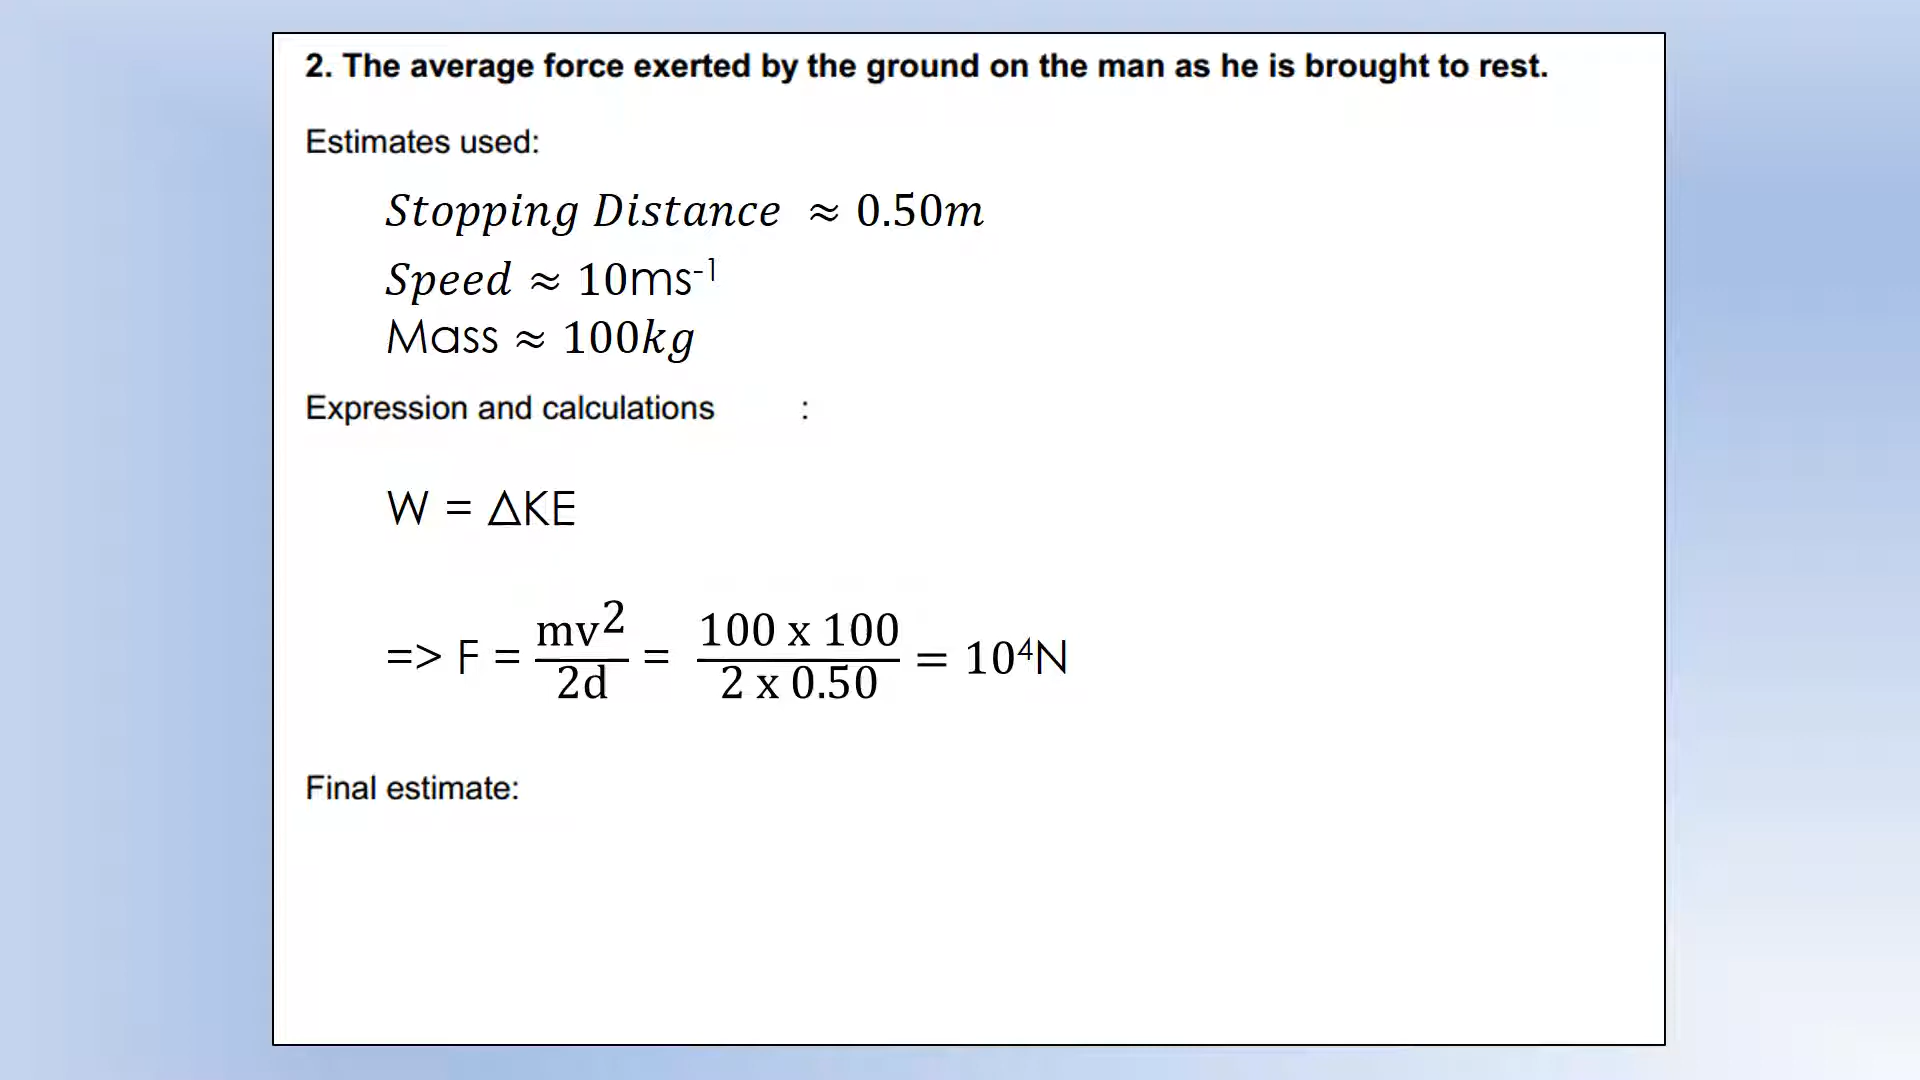 2. The average force exerted by the ground on the man as he is brought to rest.
Estimates used:
Stopping Distance ≈ 0.50m
Speed ≈ 10ms⁻¹
Mass ≈ 100kg
Expression and calculations :
W = ΔKE
=> F = mv²/2d = 100 x 100/2 x 0.50 = 10⁴N
Final estimate: